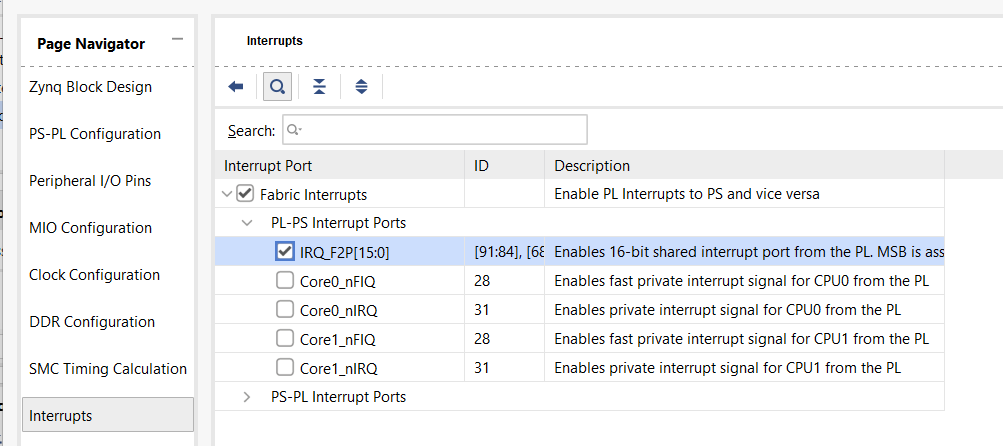 Page Navigator
Zynq Block Design
PS-PL Configuration
Peripheral I/O Pins
MIO Configuration
Clock Configuration
DDR Configuration
SMC Timing Calculation
Interrupts
Interrupts
Search:
Interrupt Port ID Description
Fabric Interrupts Enable PL Interrupts to PS and vice versa
PL-PS Interrupt Ports
IRQ_F2P[15:0] [91:84], [68 Enables 16-bit shared interrupt port from the PL. MSB is ass
Core0_nFIQ 28 Enables fast private interrupt signal for CPU0 from the PL
Core0_nIRQ 31 Enables private interrupt signal for CPU0 from the PL
Core1_nFIQ 28 Enables fast private interrupt signal for CPU1 from the PL
Core1_nIRQ 31 Enables private interrupt signal for CPU1 from the PL
PS-PL Interrupt Ports